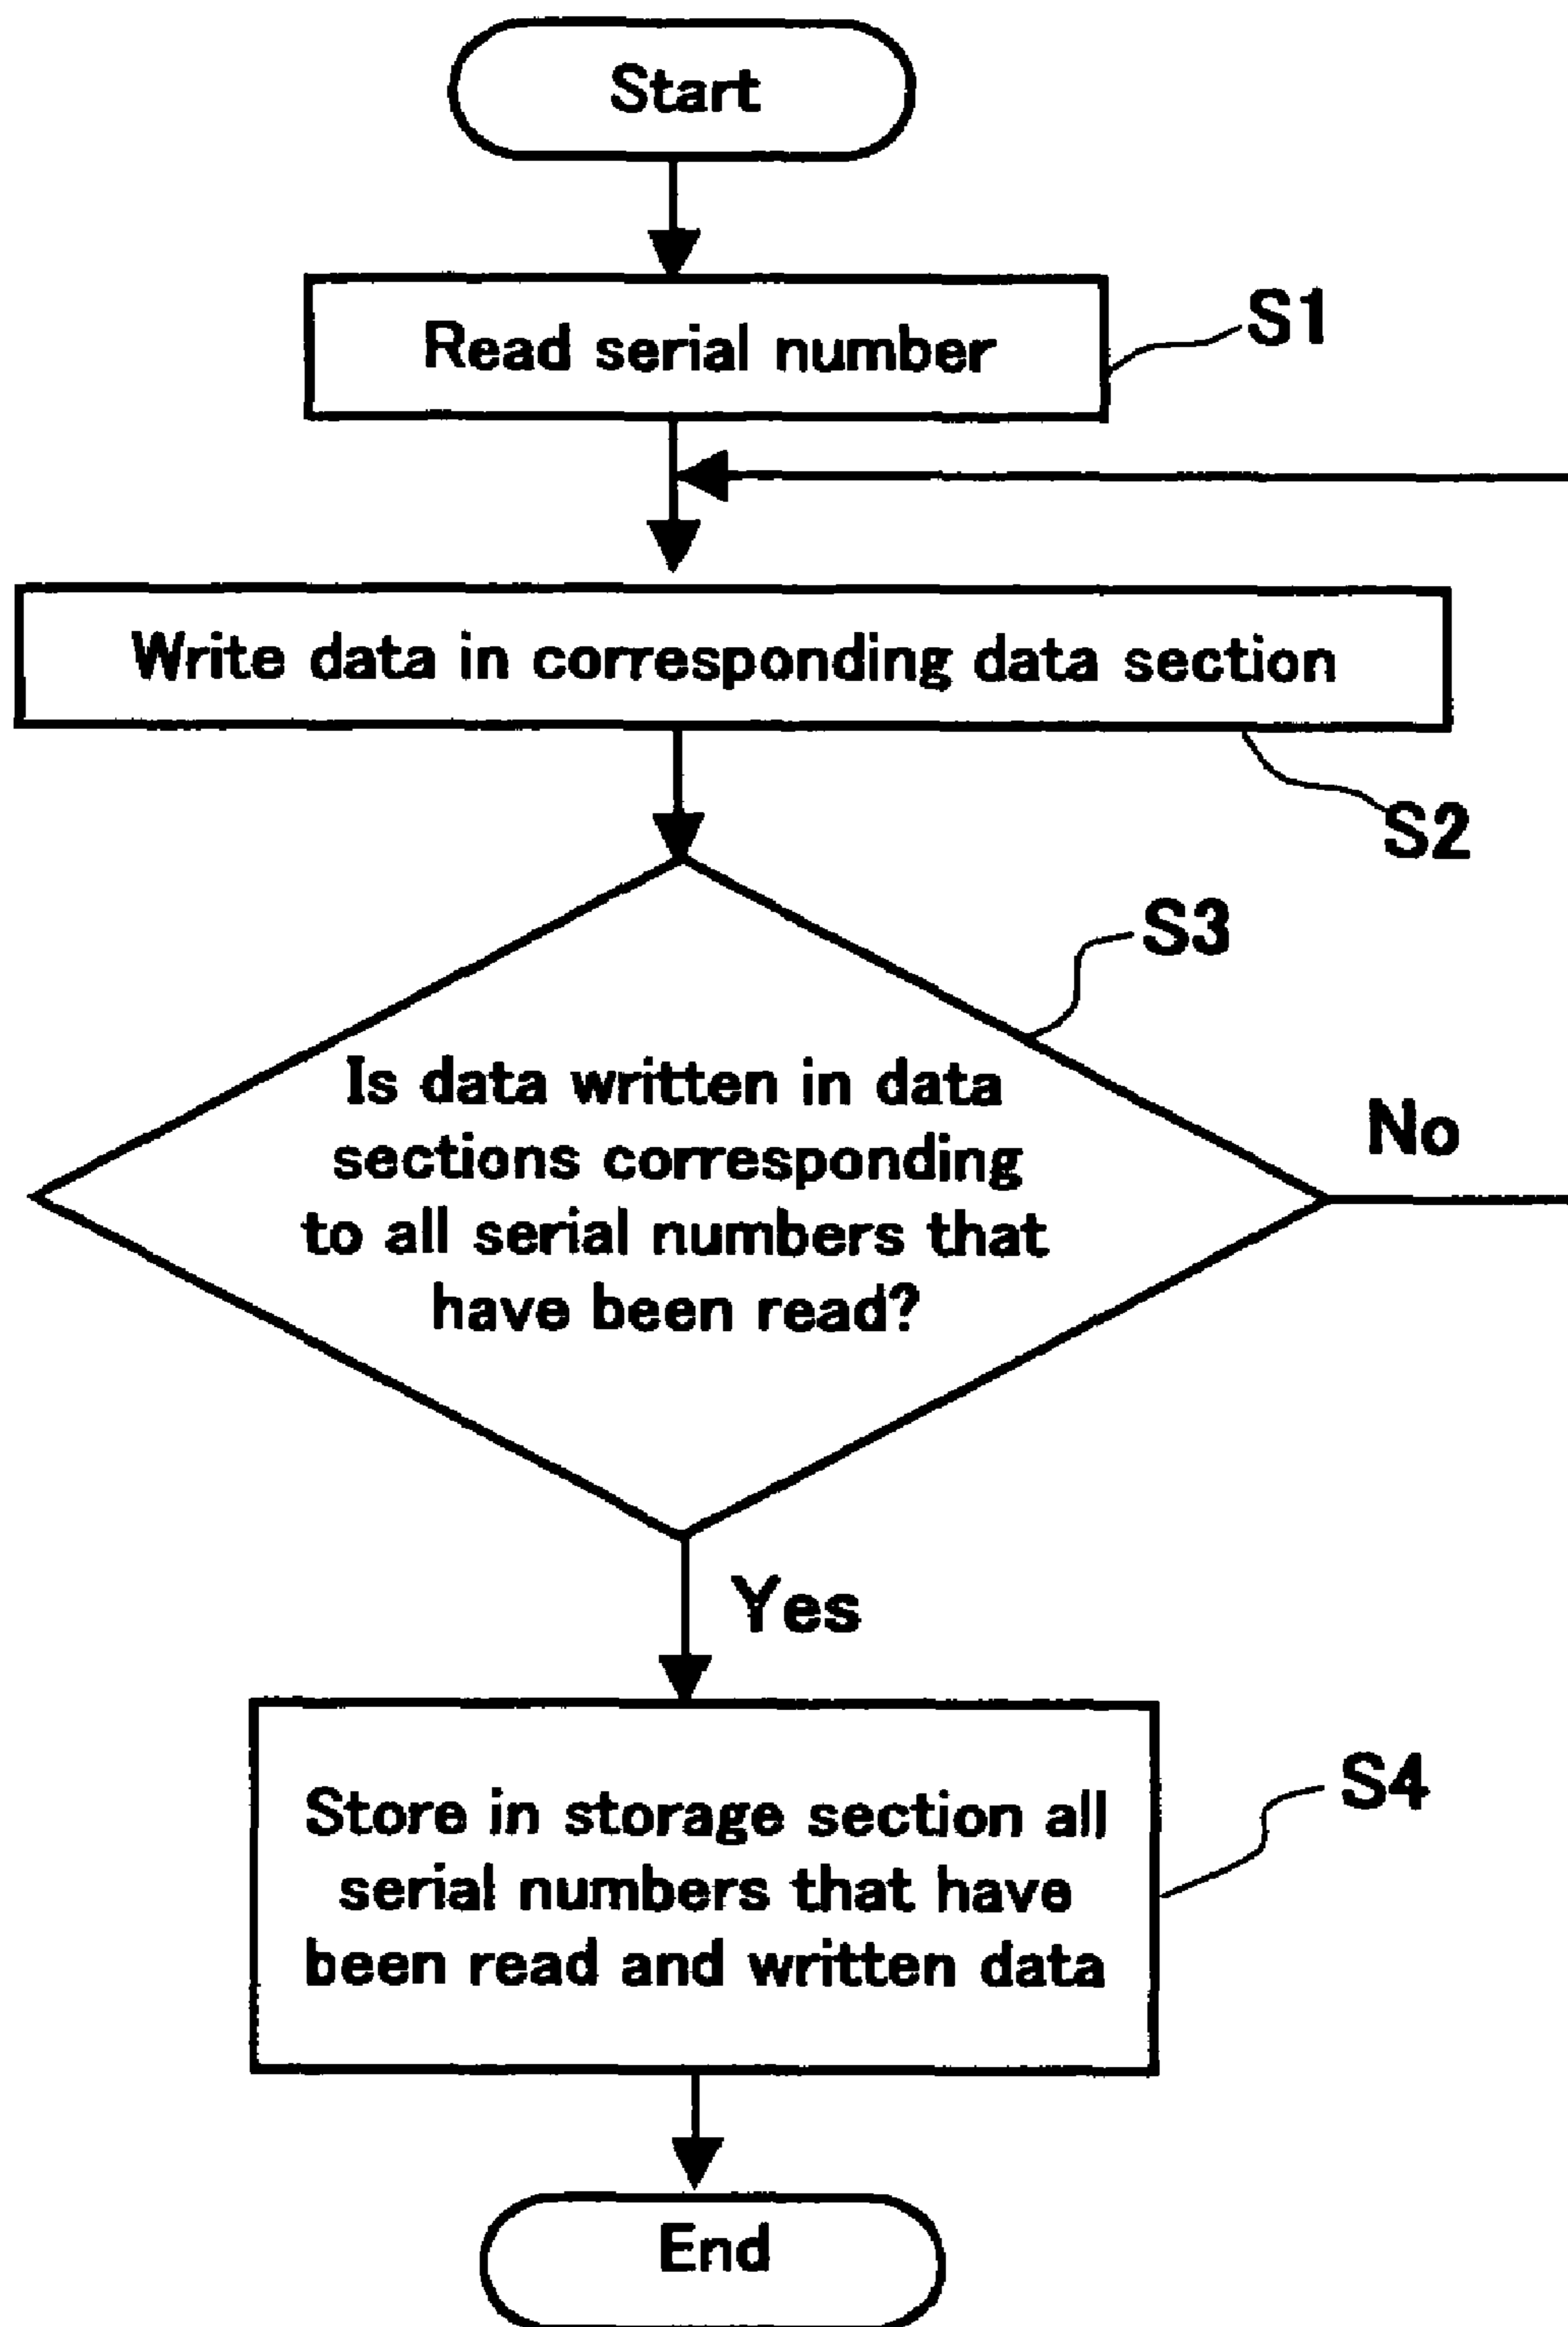 Start
Read serial number
S1
Write data in corresponding data section
S2
S3
Is data written in data
sections corresponding
to all serial numbers that
have been read?
No
Yes
Store in storage section all
serial numbers that have
been read and written data
S4
End